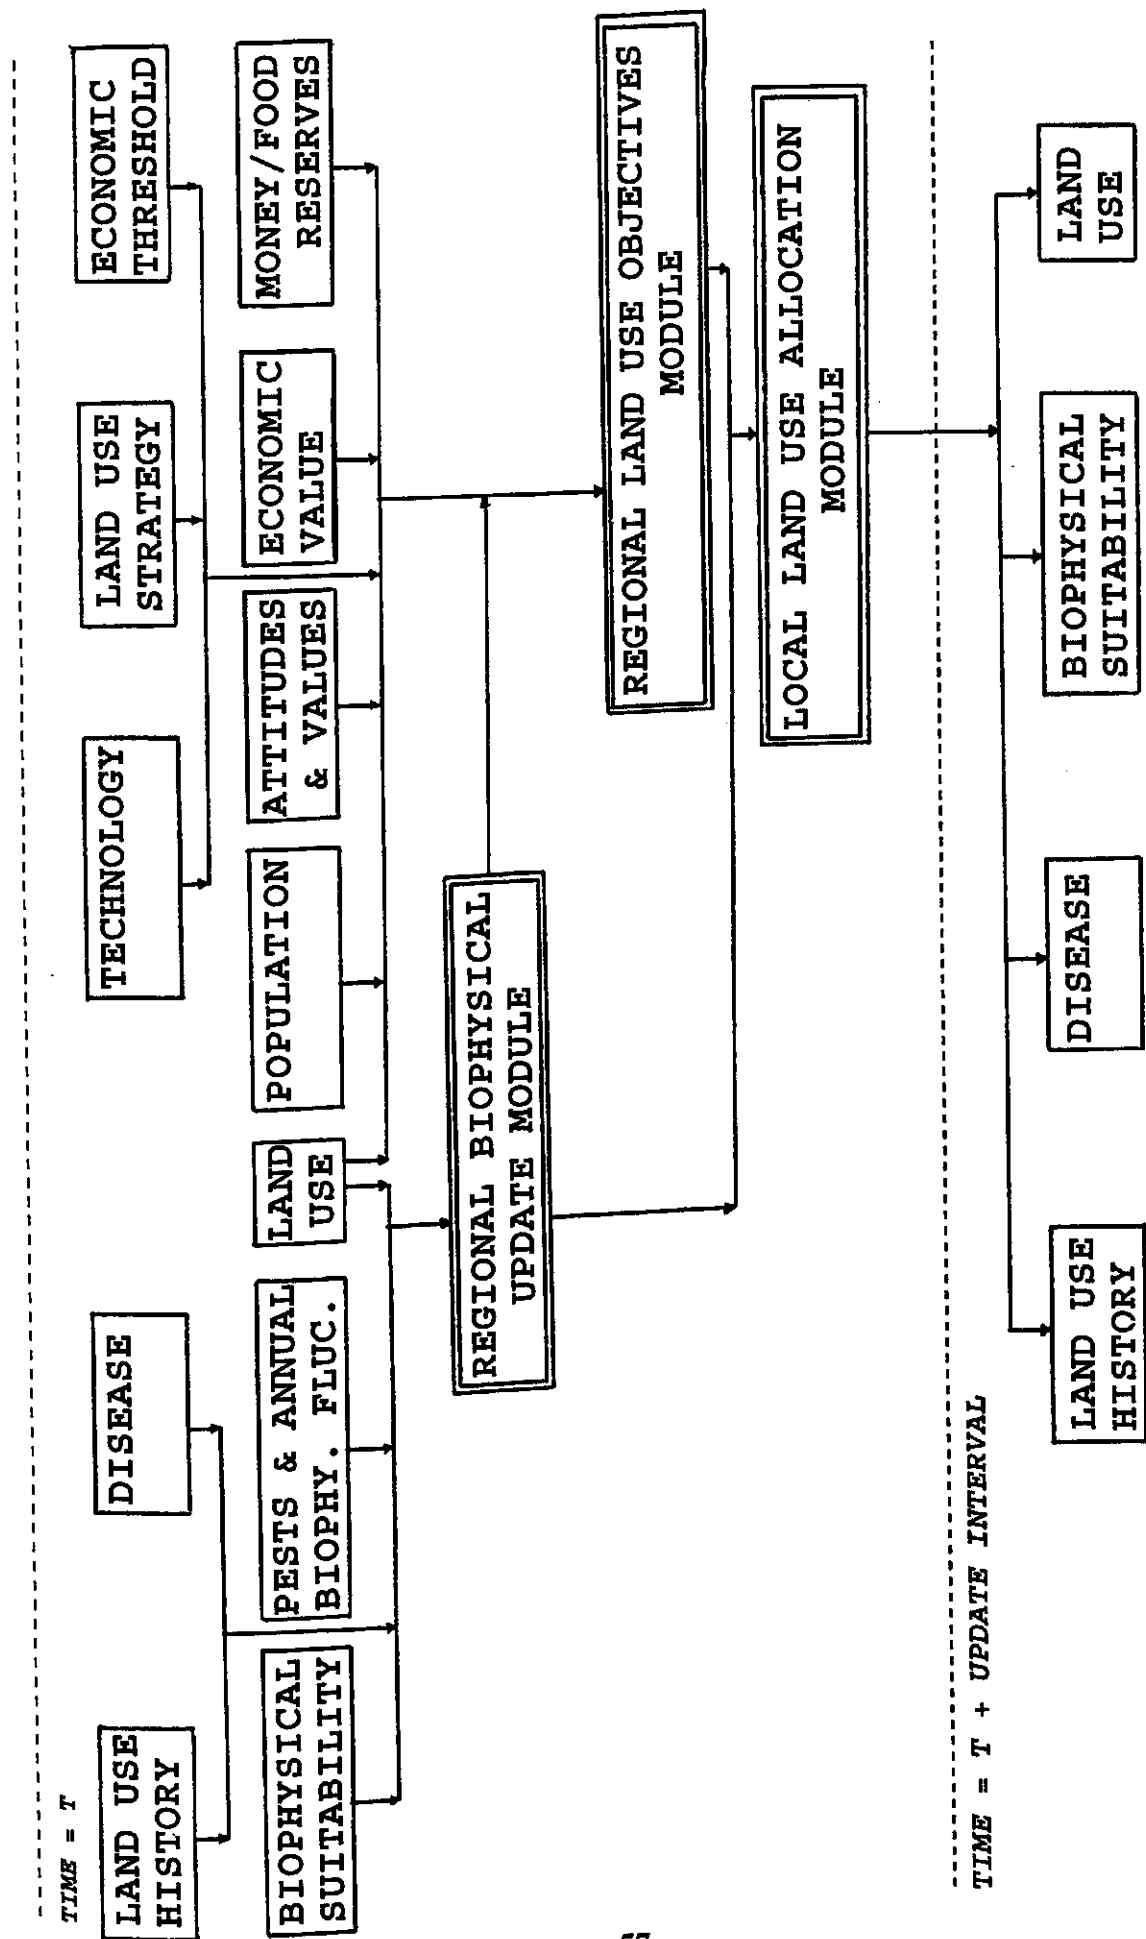 TIME = T
LAND USE
HISTORY
DISEASE
TECHNOLOGY
LAND USE
STRATEGY
ECONOMIC
THRESHOLD
BIOPHYSICAL
SUITABILITY
PESTS & ANNUAL
BIOPHY. FLUC.
LAND
USE
POPULATION
ATTITUDES
& VALUES
ECONOMIC
VALUE
MONEY/FOOD
RESERVES
REGIONAL BIOPHYSICAL
UPDATE MODULE
REGIONAL LAND USE OBJECTIVES
MODULE
LOCAL LAND USE ALLOCATION
MODULE
TIME = T + UPDATE INTERVAL
LAND USE
HISTORY
DISEASE
BIOPHYSICAL
SUITABILITY
LAND
USE